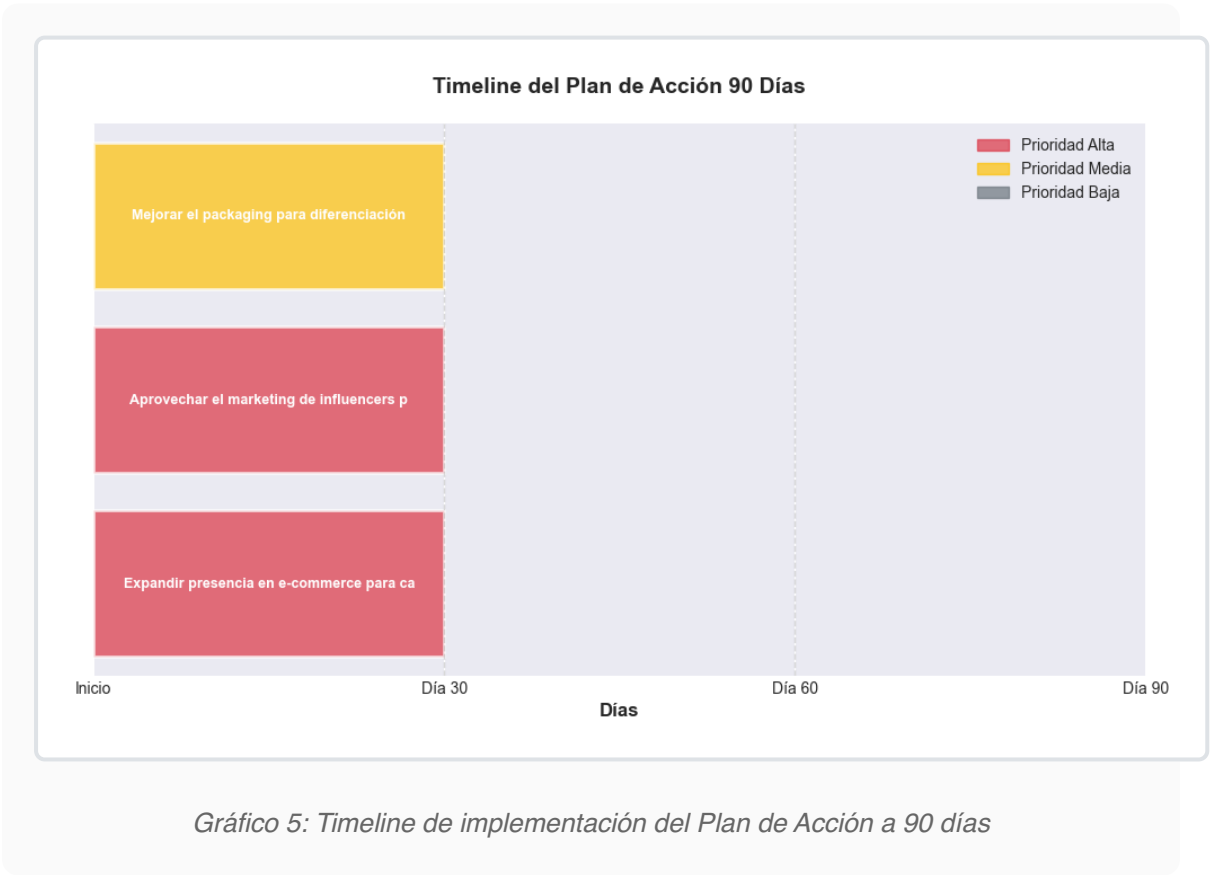 Timeline del Plan de Acción 90 Días
Prioridad Alta
Prioridad Media
Prioridad Baja
Mejorar el packaging para diferenciación
Aprovechar el marketing de influencers p
Expandir presencia en e-commerce para ca
Inicio
Día 30
Día 60
Día 90
Días
Gráfico 5: Timeline de implementación del Plan de Acción a 90 días